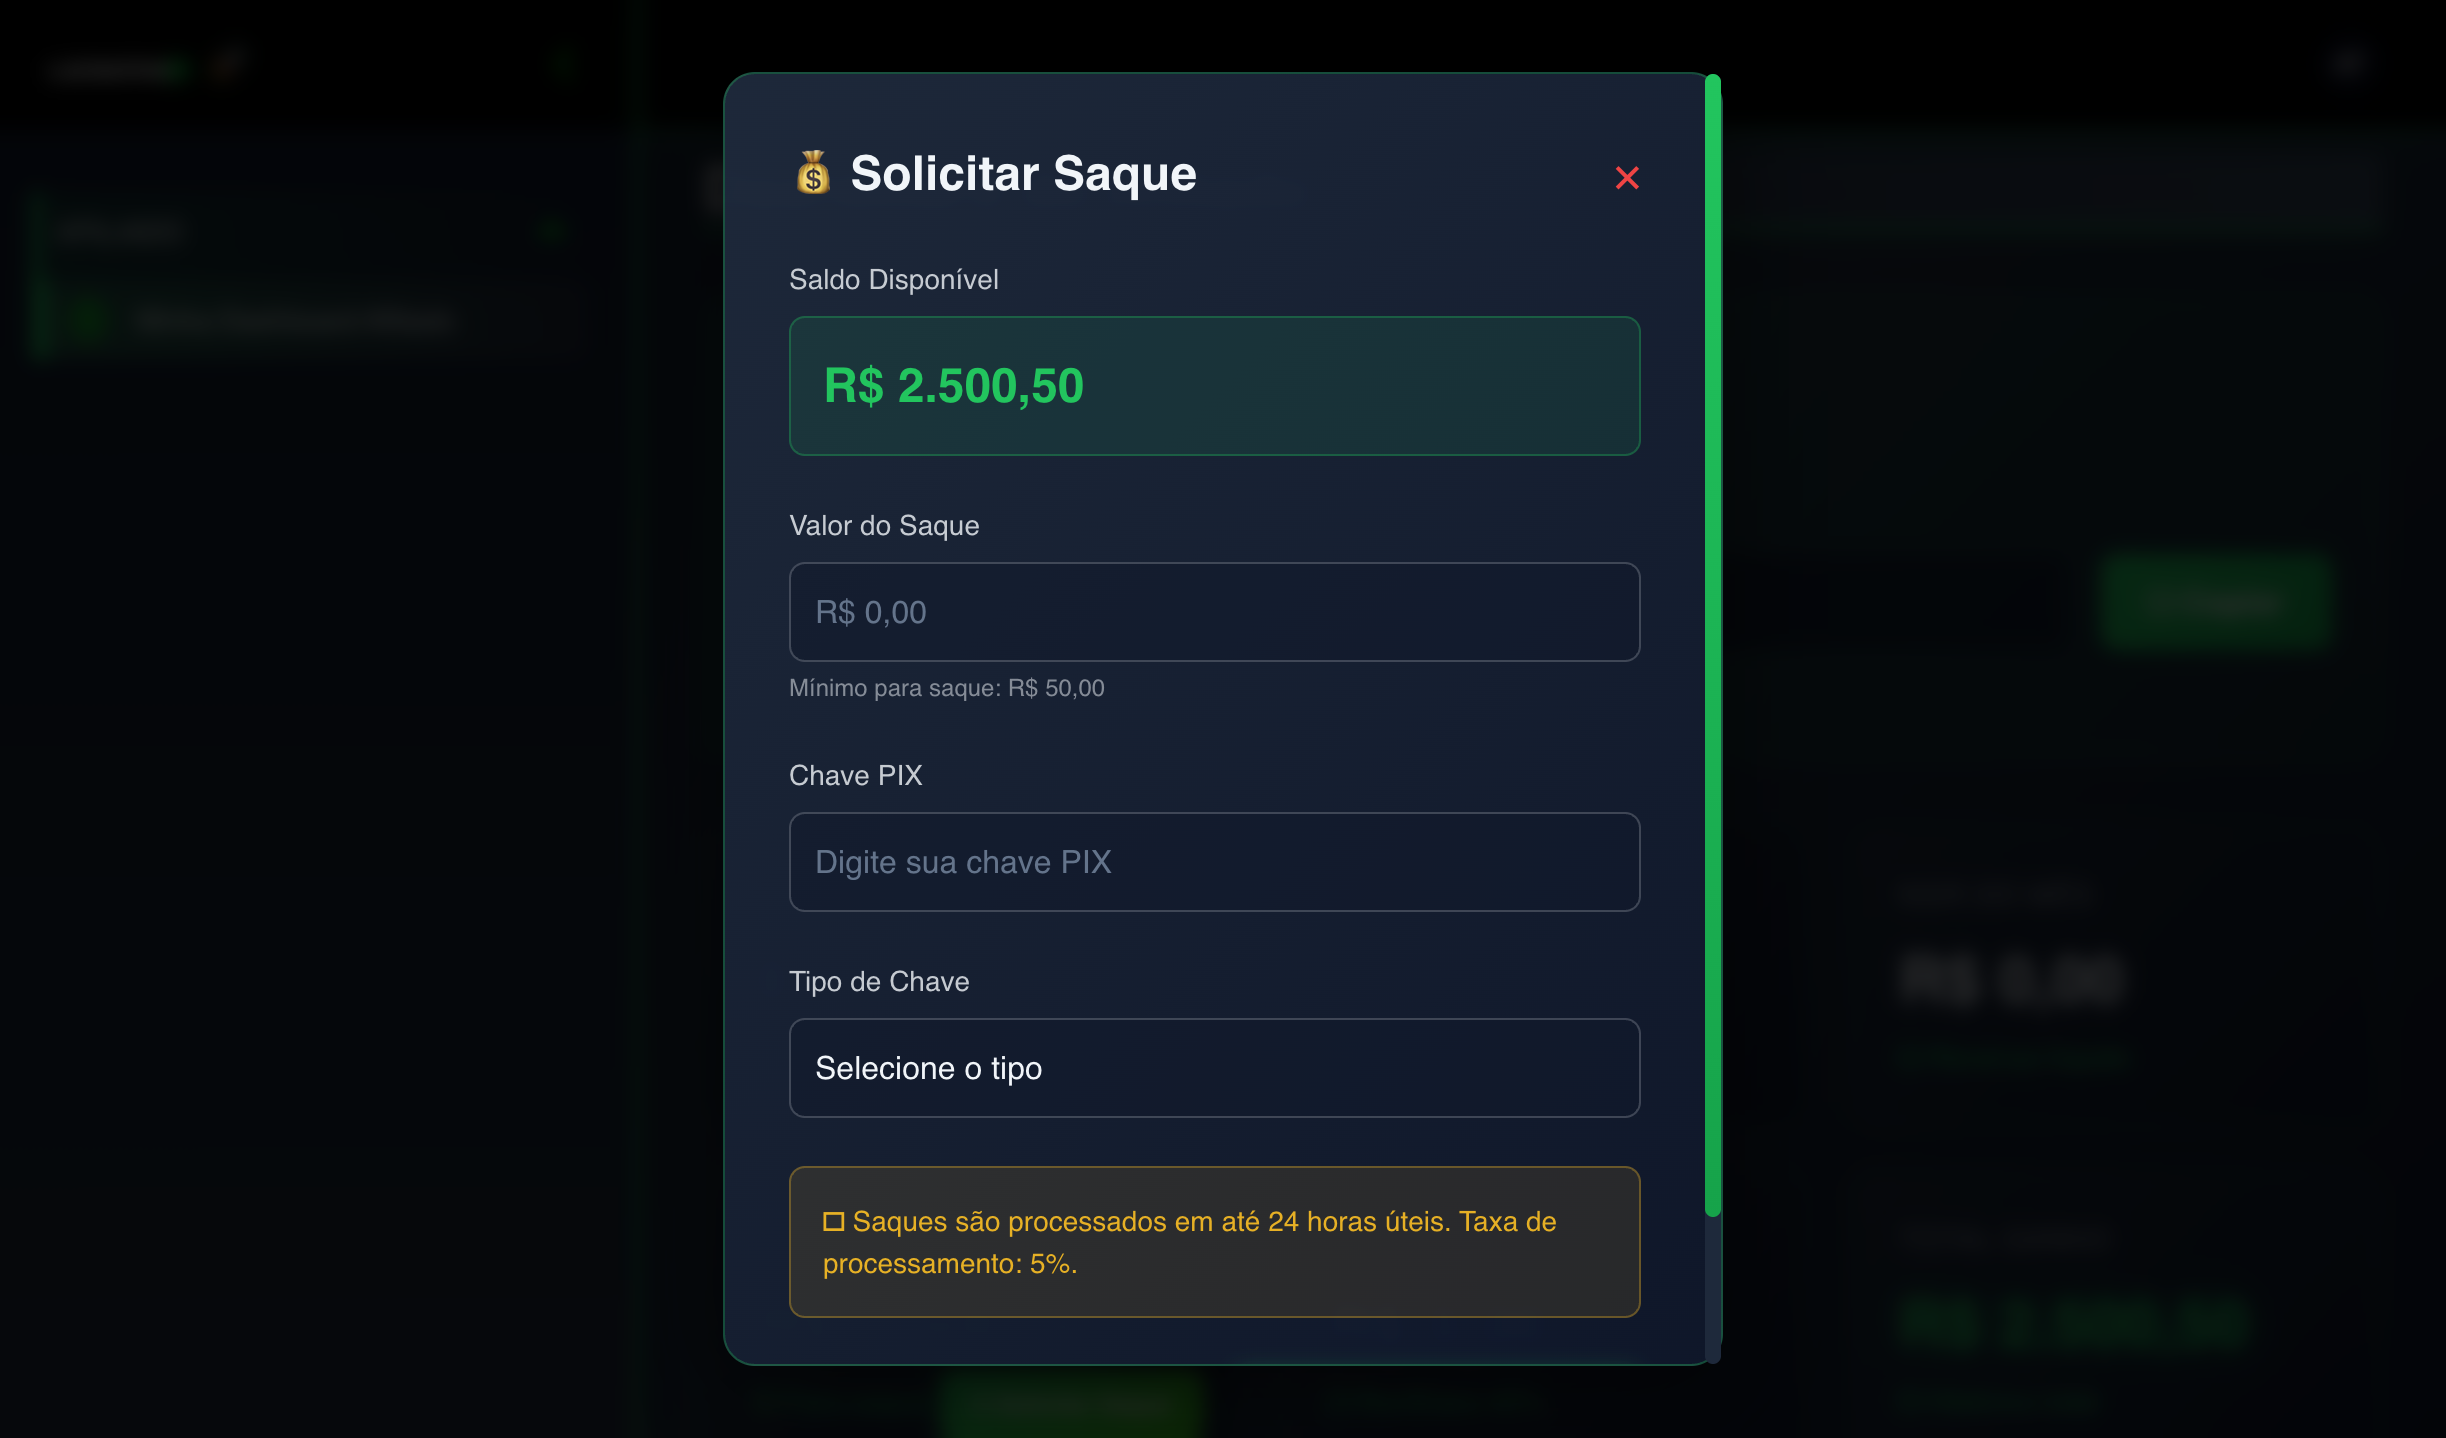 Solicitar Saque
Saldo Disponível
R$ 2.500,50
Valor do Saque
R$ 0,00
Mínimo para saque: R$ 50,00
Chave PIX
Digite sua chave PIX
Tipo de Chave
Selecione o tipo
Saques são processados em até 24 horas úteis. Taxa de
processamento: 5%.
R$ 0,00